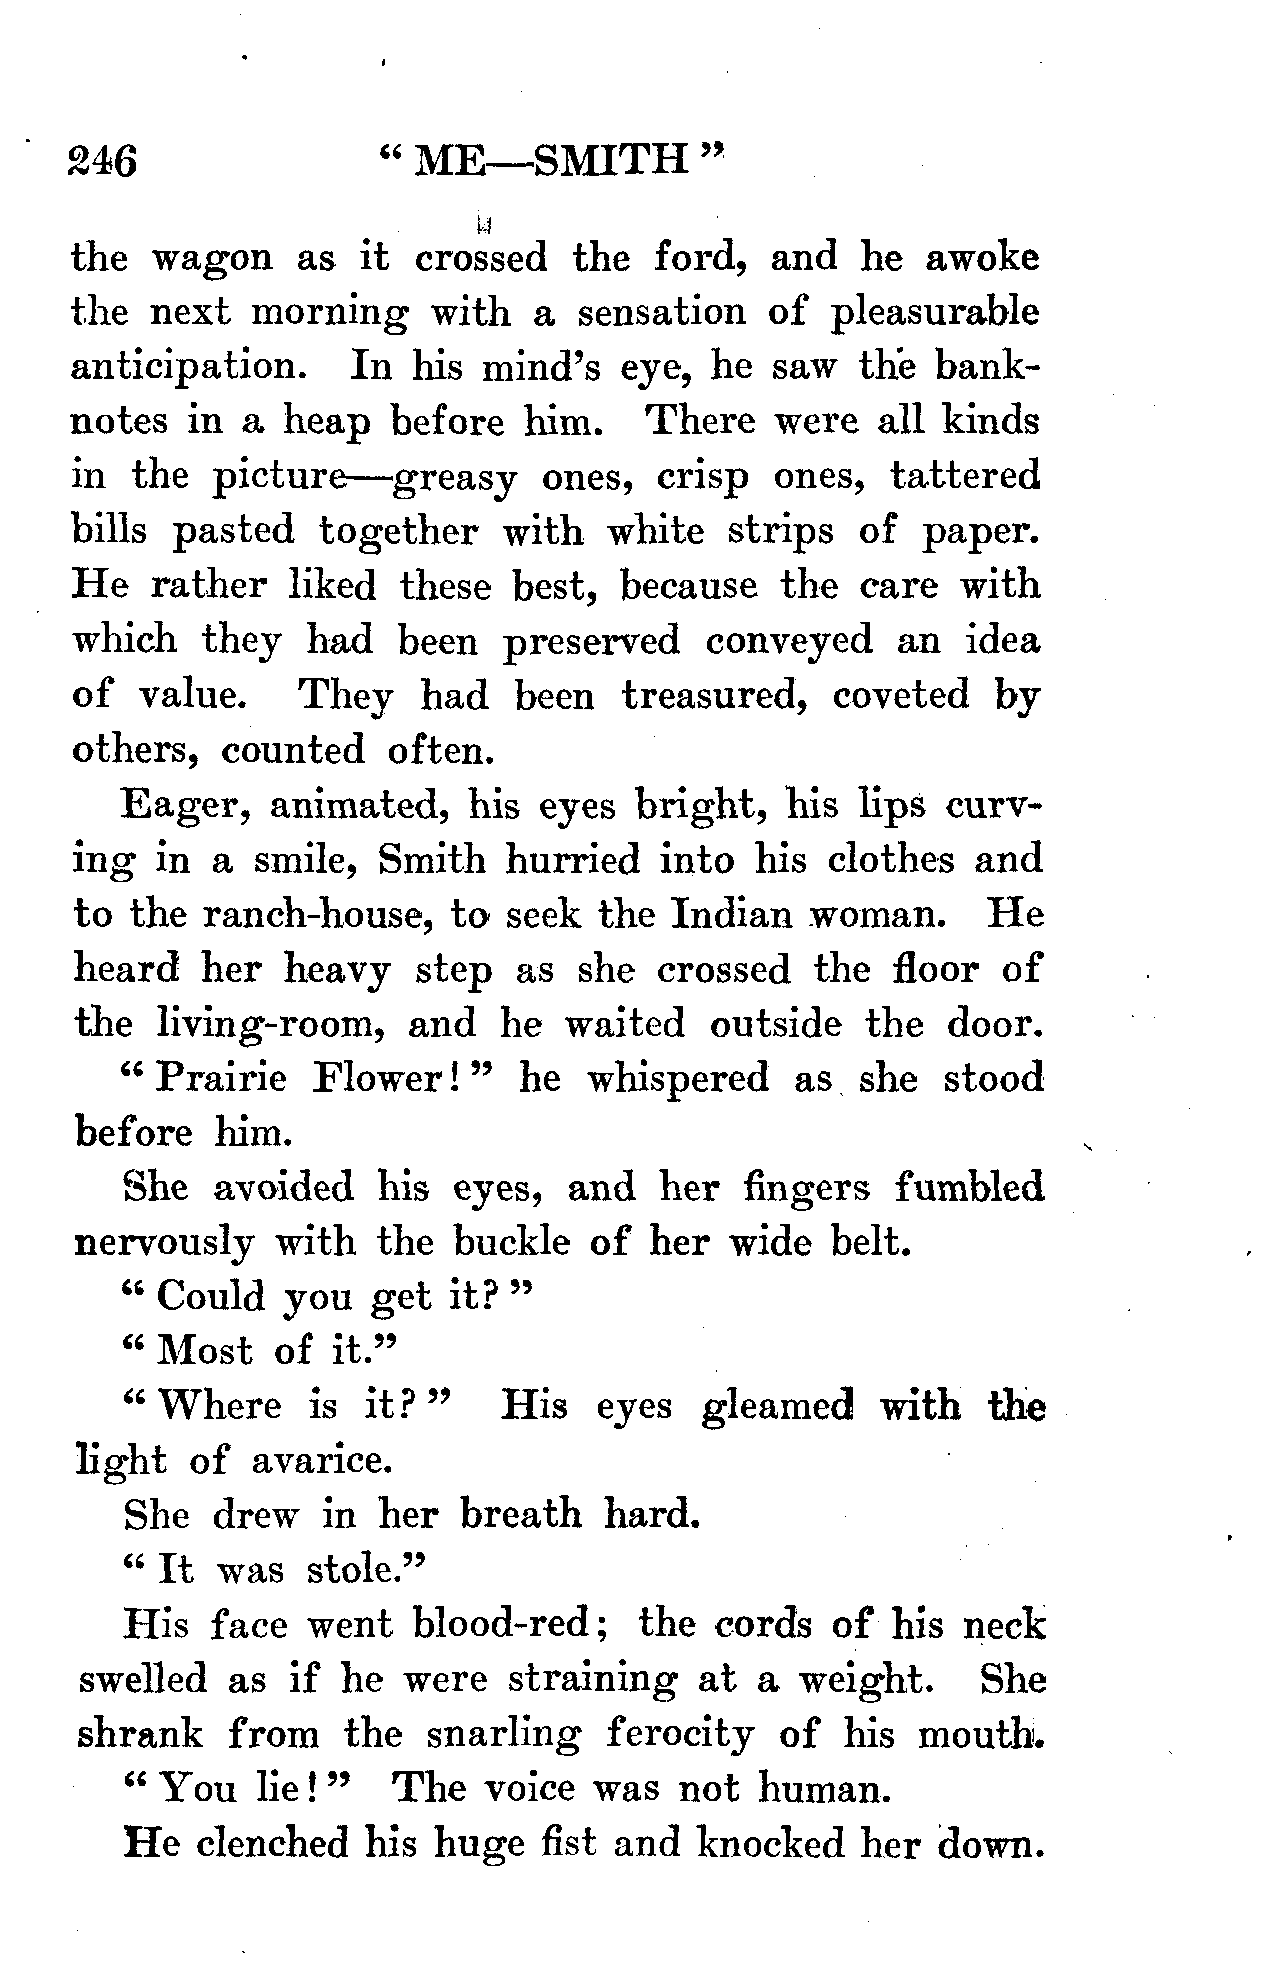 246 “ ME—SMITH ”
the wagon as it crossed the ford, and he awoke
the next morning with a sensation of pleasurable
anticipation. In his mind’s eye, he saw the bank-
notes in a heap before him. There were all kinds
in the picture—greasy ones, crisp ones, tattered
bills pasted together with white strips of paper.
He rather liked these best, because the care with
which they had been preserved conveyed an idea
of value. They had been treasured, coveted by
others, counted often.
Eager, animated, his eyes bright, his lips curv-
ing in a smile, Smith hurried into his clothes and
to the ranch-house, to seek the Indian woman. He
heard her heavy step as she crossed the floor of
the living-room, and he waited outside the door.
“ Prairie Flower! ” he whispered as she stood
before him.
She avoided his eyes, and her fingers fumbled
nervously with the buckle of her wide belt.
“ Could you get it? ”
“ Most of it.”
“ Where is it? ” His eyes gleamed with the
light of avarice.
She drew in her breath hard.
“ It was stole.”
His face went blood-red; the cords of his neck
swelled as if he were straining at a weight. She
shrank from the snarling ferocity of his mouth.
“ You lie! ” The voice was not human.
He clenched his huge fist and knocked her down.